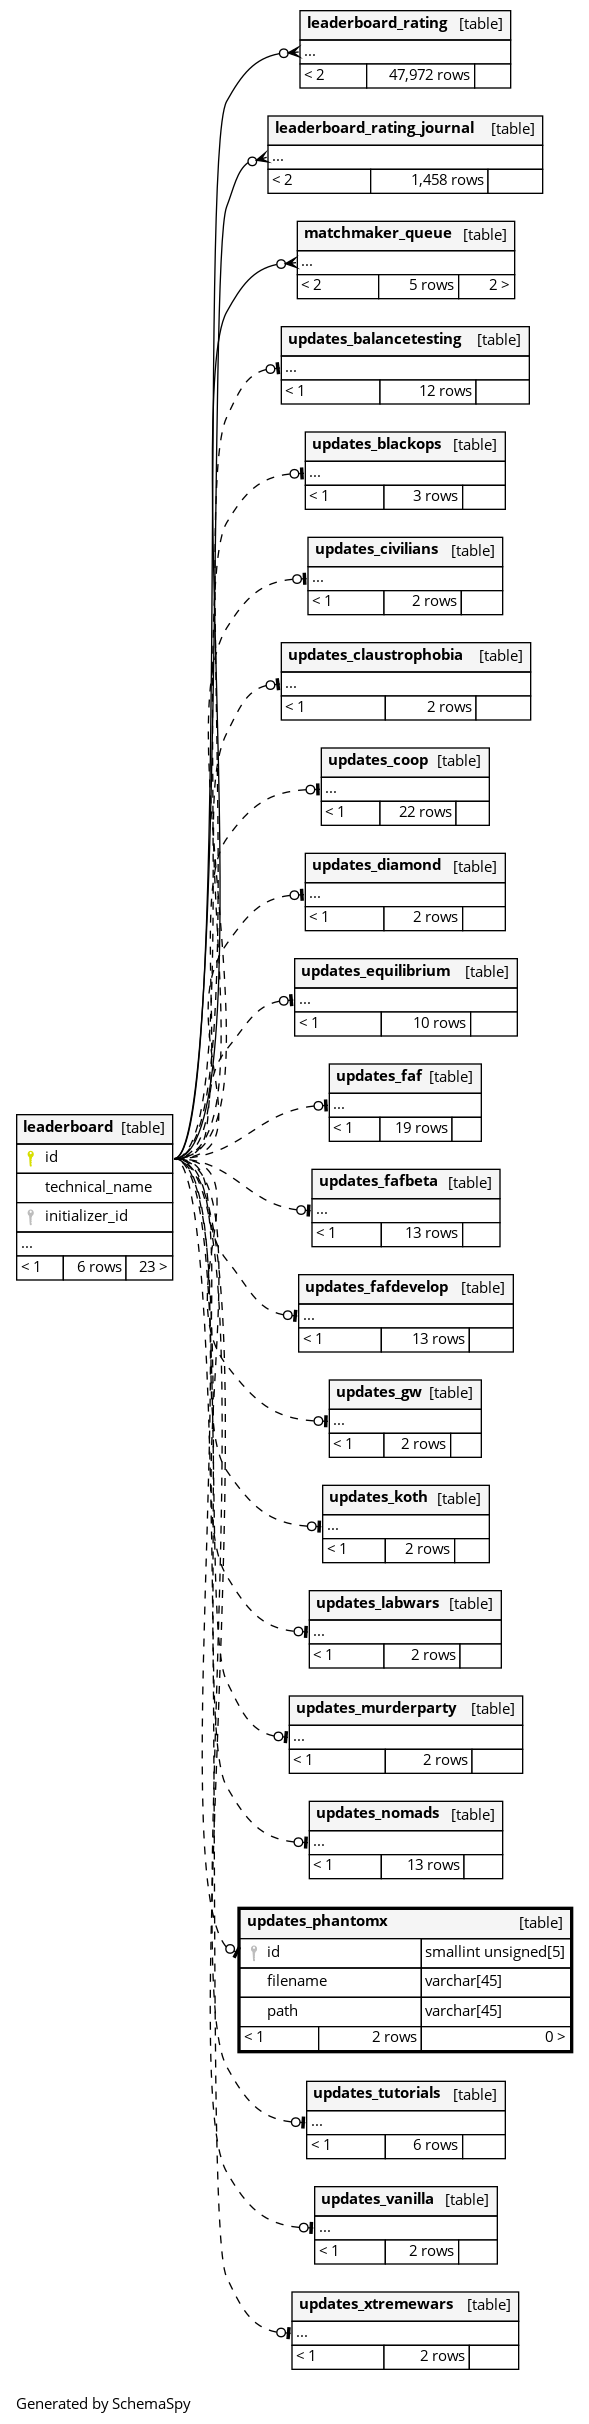 leaderboard_rating [table]
...
< 2 47,972 rows
leaderboard_rating_journal [table]
...
< 2 1,458 rows
matchmaker_queue [table]
...
< 2 5 rows 2 >
updates_balancetesting [table]
...
< 1 12 rows
updates_blackops [table]
...
< 1 3 rows
updates_civilians [table]
...
< 1 2 rows
updates_claustrophobia [table]
...
< 1 2 rows
updates_coop [table]
...
< 1 22 rows
updates_diamond [table]
...
< 1 2 rows
updates_equilibrium [table]
...
< 1 10 rows
updates_faf [table]
...
< 1 19 rows
leaderboard [table]
id
technical_name
initializer_id
...
< 1 6 rows 23 >
updates_fafbeta [table]
...
< 1 13 rows
updates_fafdevelop [table]
...
< 1 13 rows
updates_gw [table]
...
< 1 2 rows
updates_koth [table]
...
< 1 2 rows
updates_labwars [table]
...
< 1 2 rows
updates_murderparty [table]
...
< 1 2 rows
updates_nomads [table]
...
< 1 13 rows
updates_phantomx [table]
id smallint unsigned[5]
filename varchar[45]
path varchar[45]
< 1 2 rows 0 >
updates_tutorials [table]
...
< 1 6 rows
updates_vanilla [table]
...
< 1 2 rows
updates_xtremewars [table]
...
< 1 2 rows
Generated by SchemaSpy